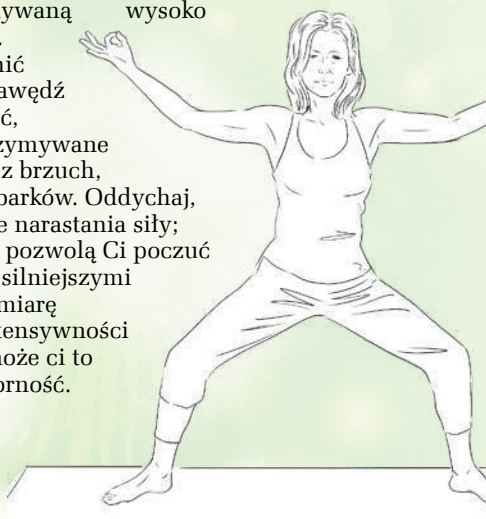 ywaną wysoko
.
nić
awędź
ć,
zymywane
z brzuch,
barków. Oddychaj,
e narastania siły;
pozwolą Ci poczuć
silniejszymi
miarę
tensywności
noże ci to
orność.